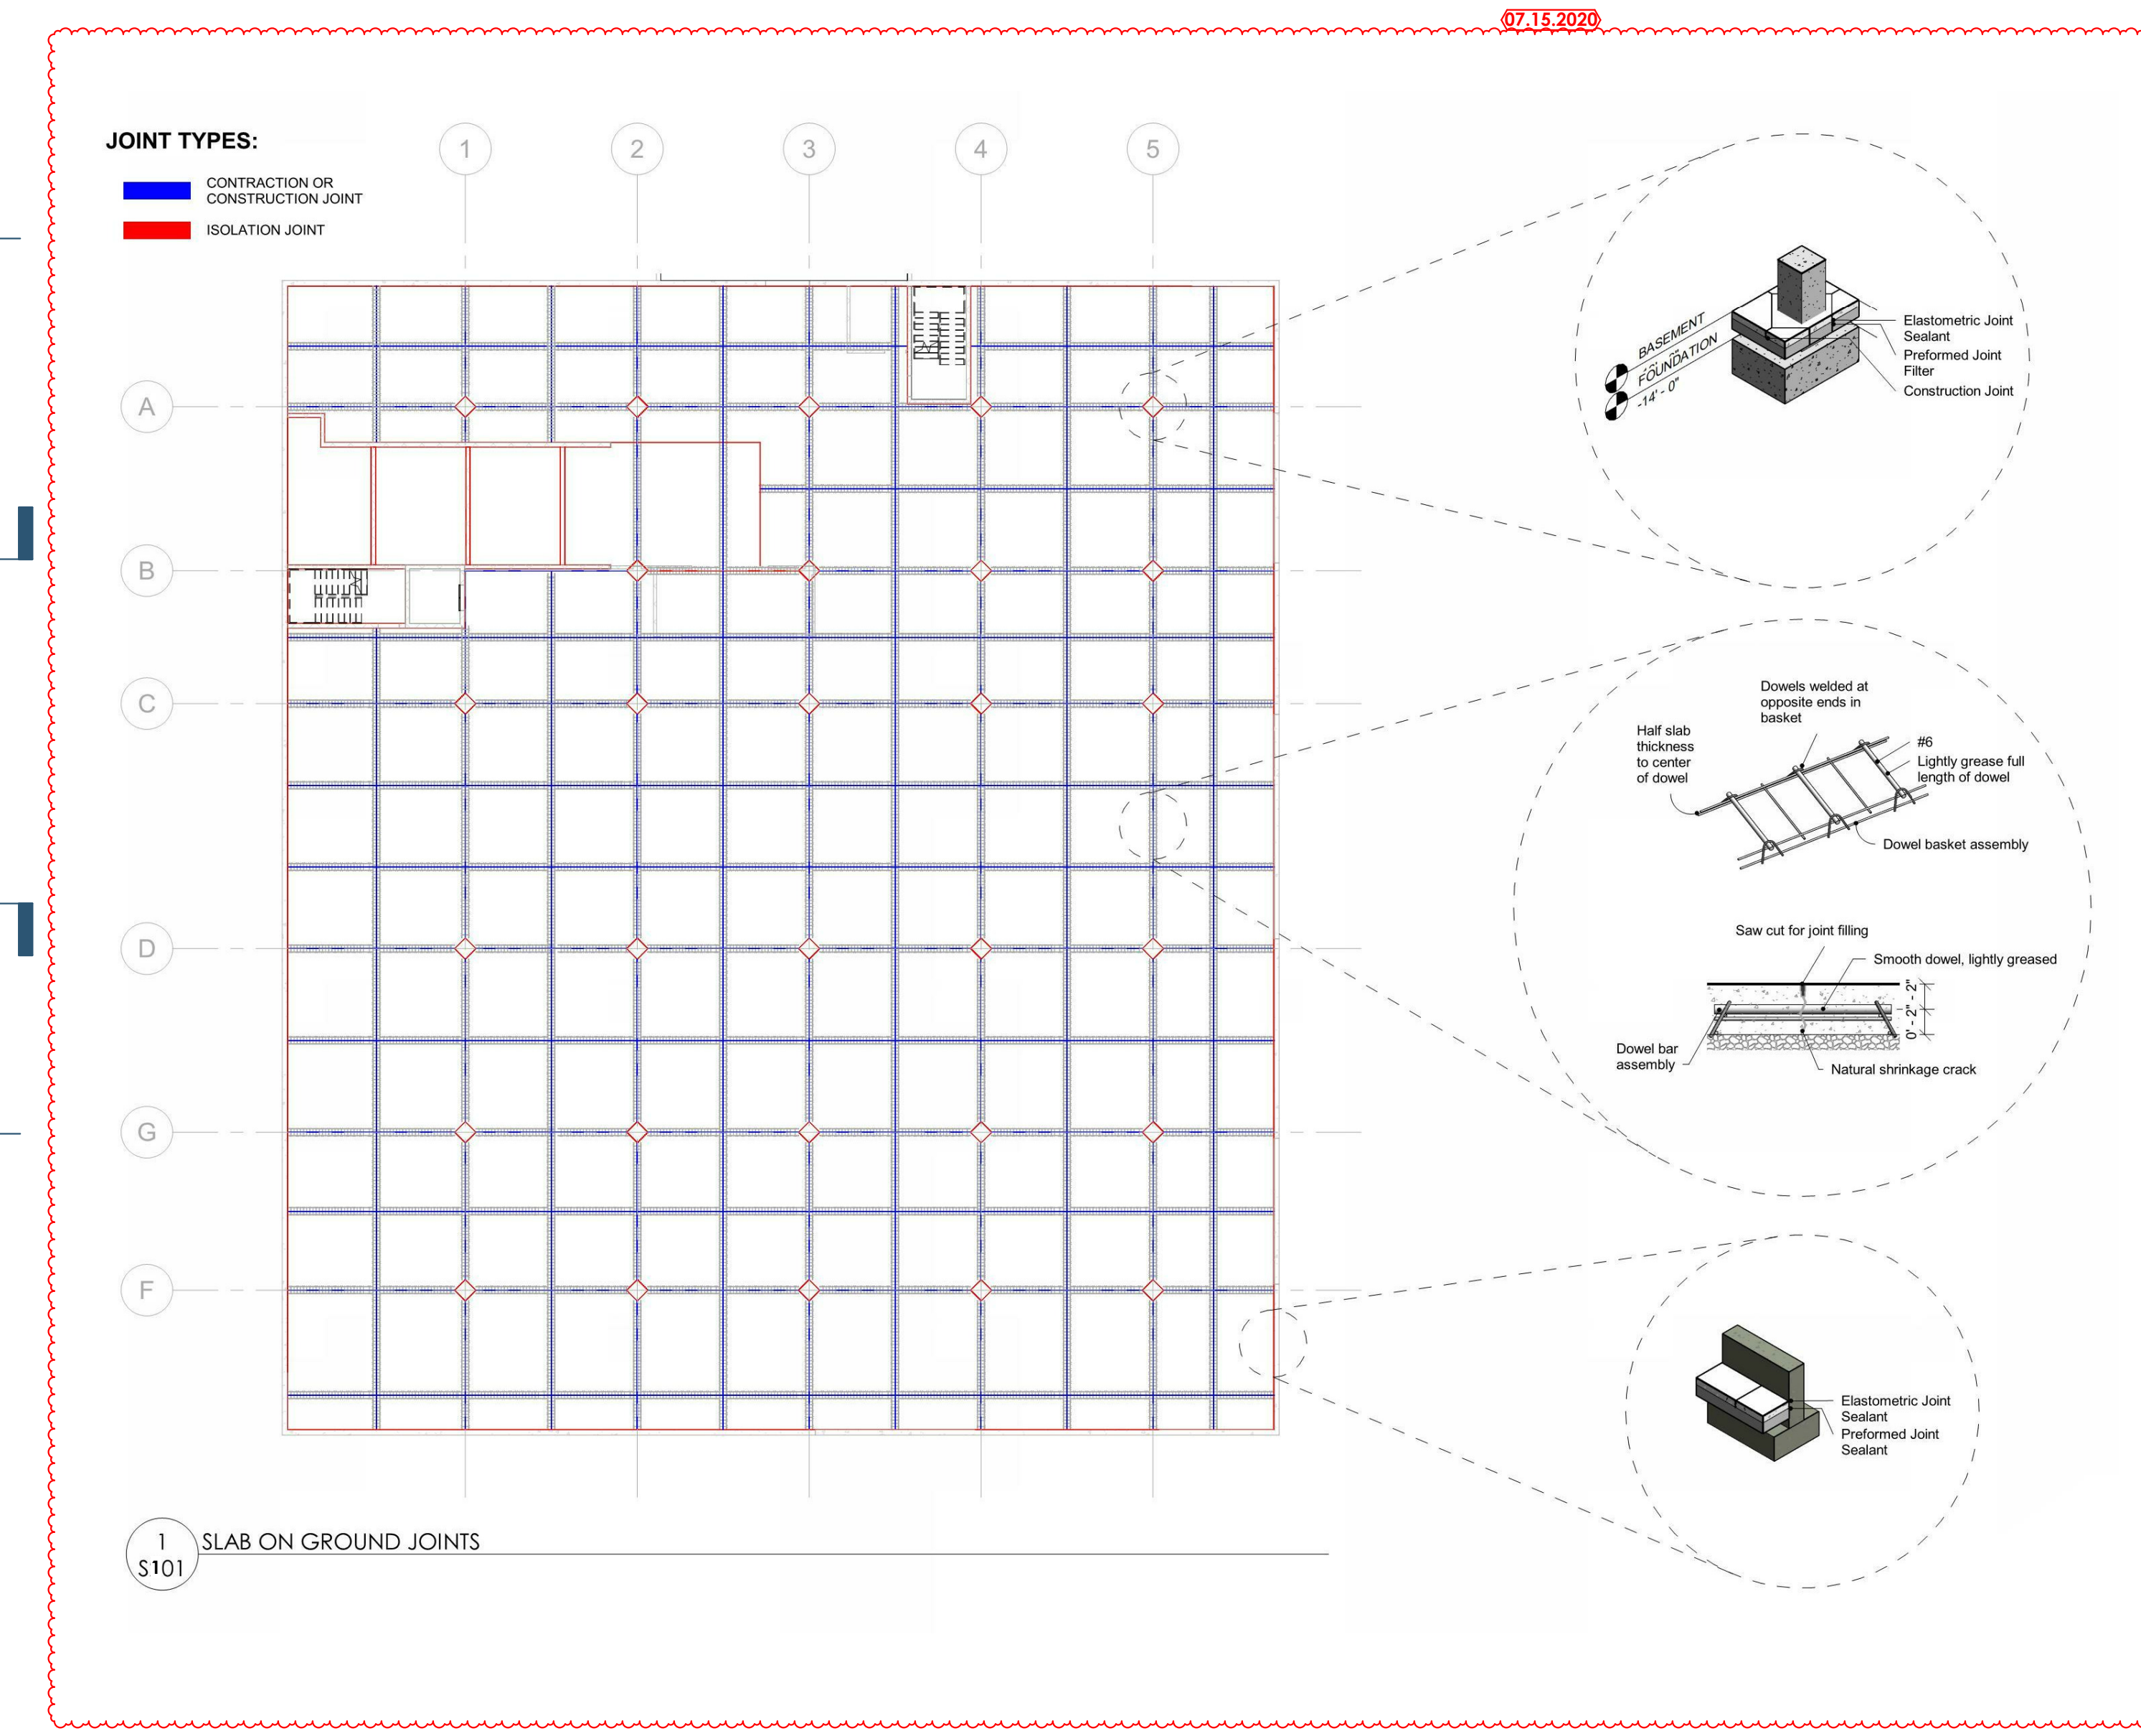 07.15.2020
JOINT TYPES:
CONTRACTION OR
CONSTRUCTION JOINT
ISOLATION JOINT
1
2
3
4
5
A
B
C
D
G
F
BASEMENT
FOUNDATION
-14' - 0"
Elastometric Joint
Sealant
Preformed Joint
Filter
Construction Joint
Dowels welded at
opposite ends in
basket
Half slab
thickness
to center
of dowel
#6
Lightly grease full
length of dowel
Dowel basket assembly
Saw cut for joint filling
Smooth dowel, lightly greased
0' - 2" - 2"
Dowel bar
assembly
Natural shrinkage crack
Elastometric Joint
Sealant
Preformed Joint
Sealant
1
S101
SLAB ON GROUND JOINTS